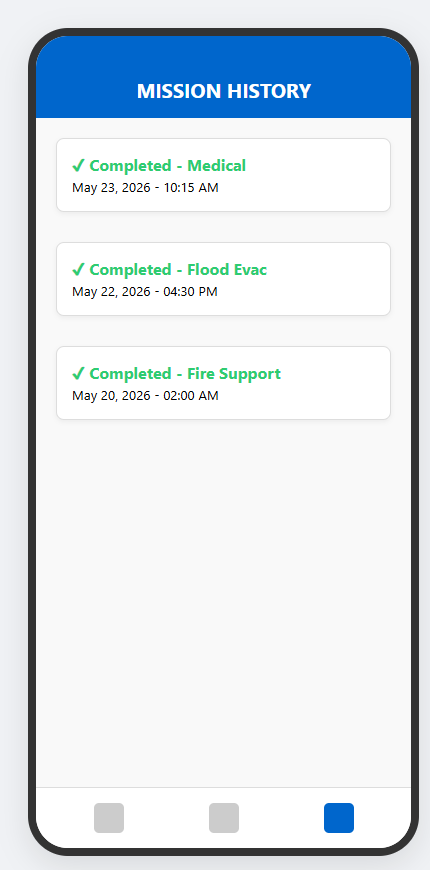 MISSION HISTORY
✓ Completed - Medical
May 23, 2026 - 10:15 AM
✓ Completed - Flood Evac
May 22, 2026 - 04:30 PM
✓ Completed - Fire Support
May 20, 2026 - 02:00 AM